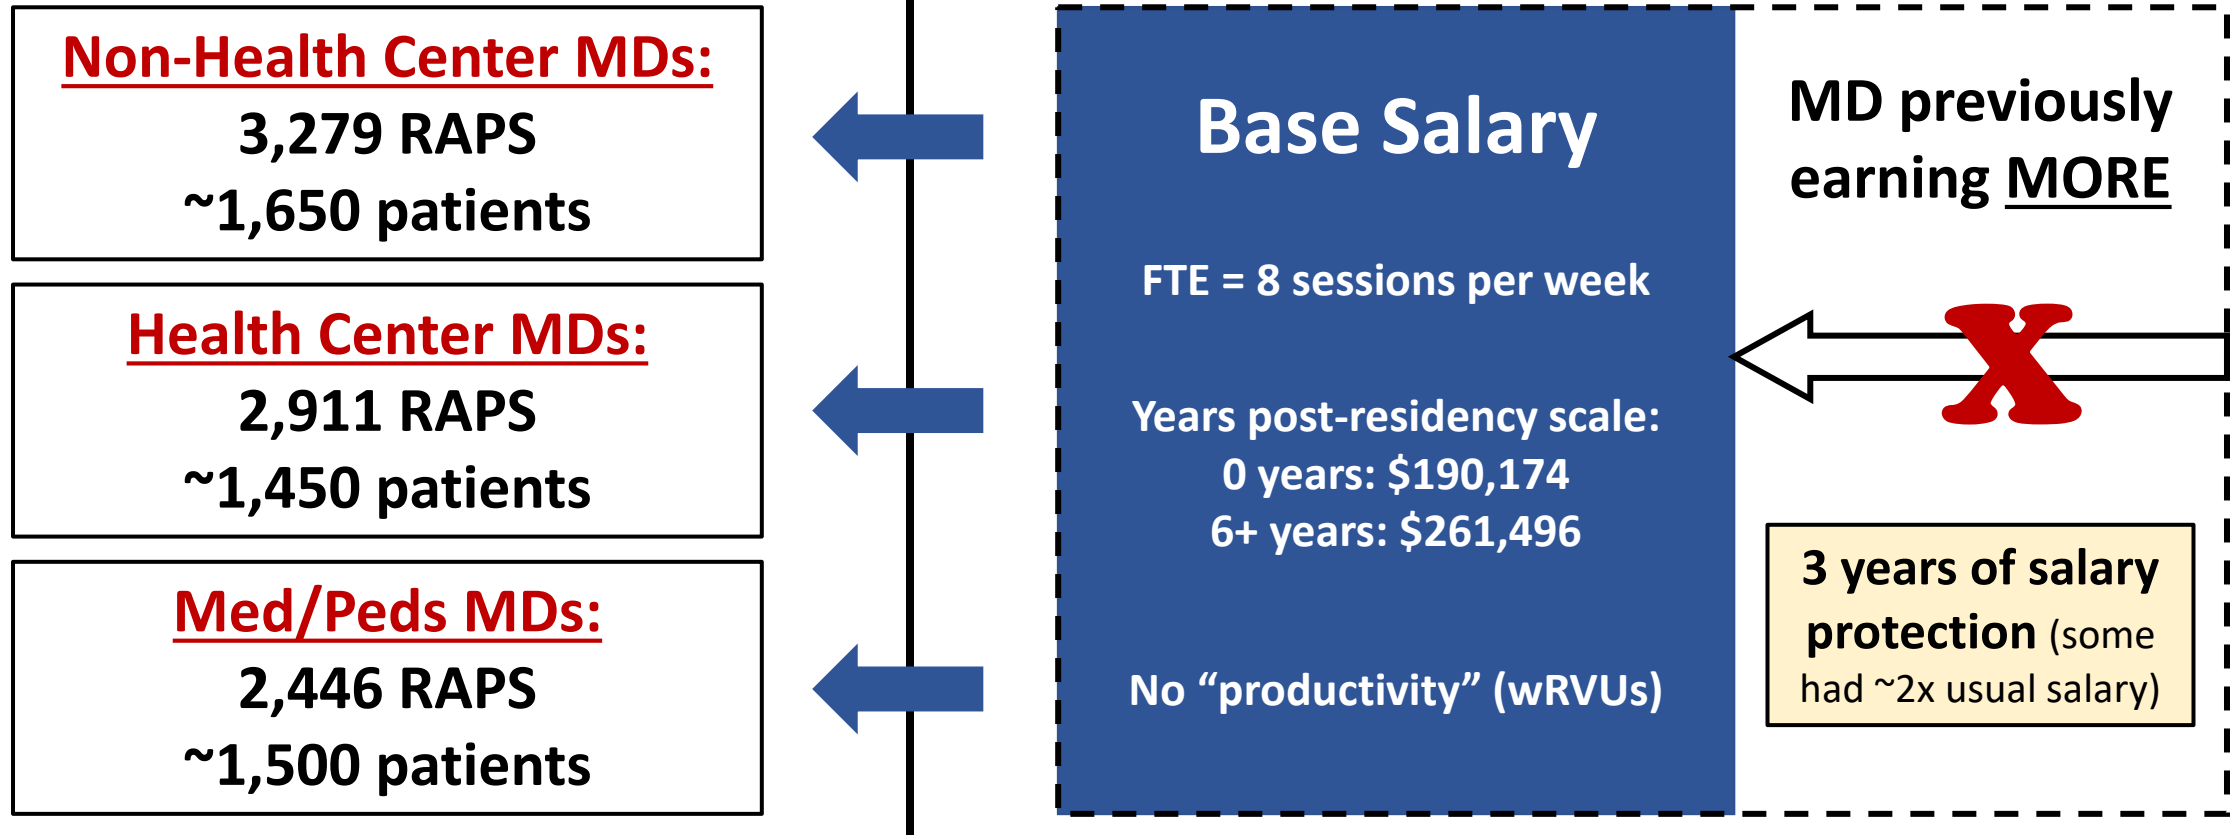 Non-Health Center MDs:
3,279 RAPS
~1,650 patients
Health Center MDs:
2,911 RAPS
~1,450 patients
Med/Peds MDs:
2,446 RAPS
~1,500 patients
Base Salary
FTE = 8 sessions per week
Years post-residency scale:
0 years: $190,174
6+ years: $261,496
No “productivity” (wRVUs)
MD previously
earning MORE
X
3 years of salary
protection (some
had ~2x usual salary)